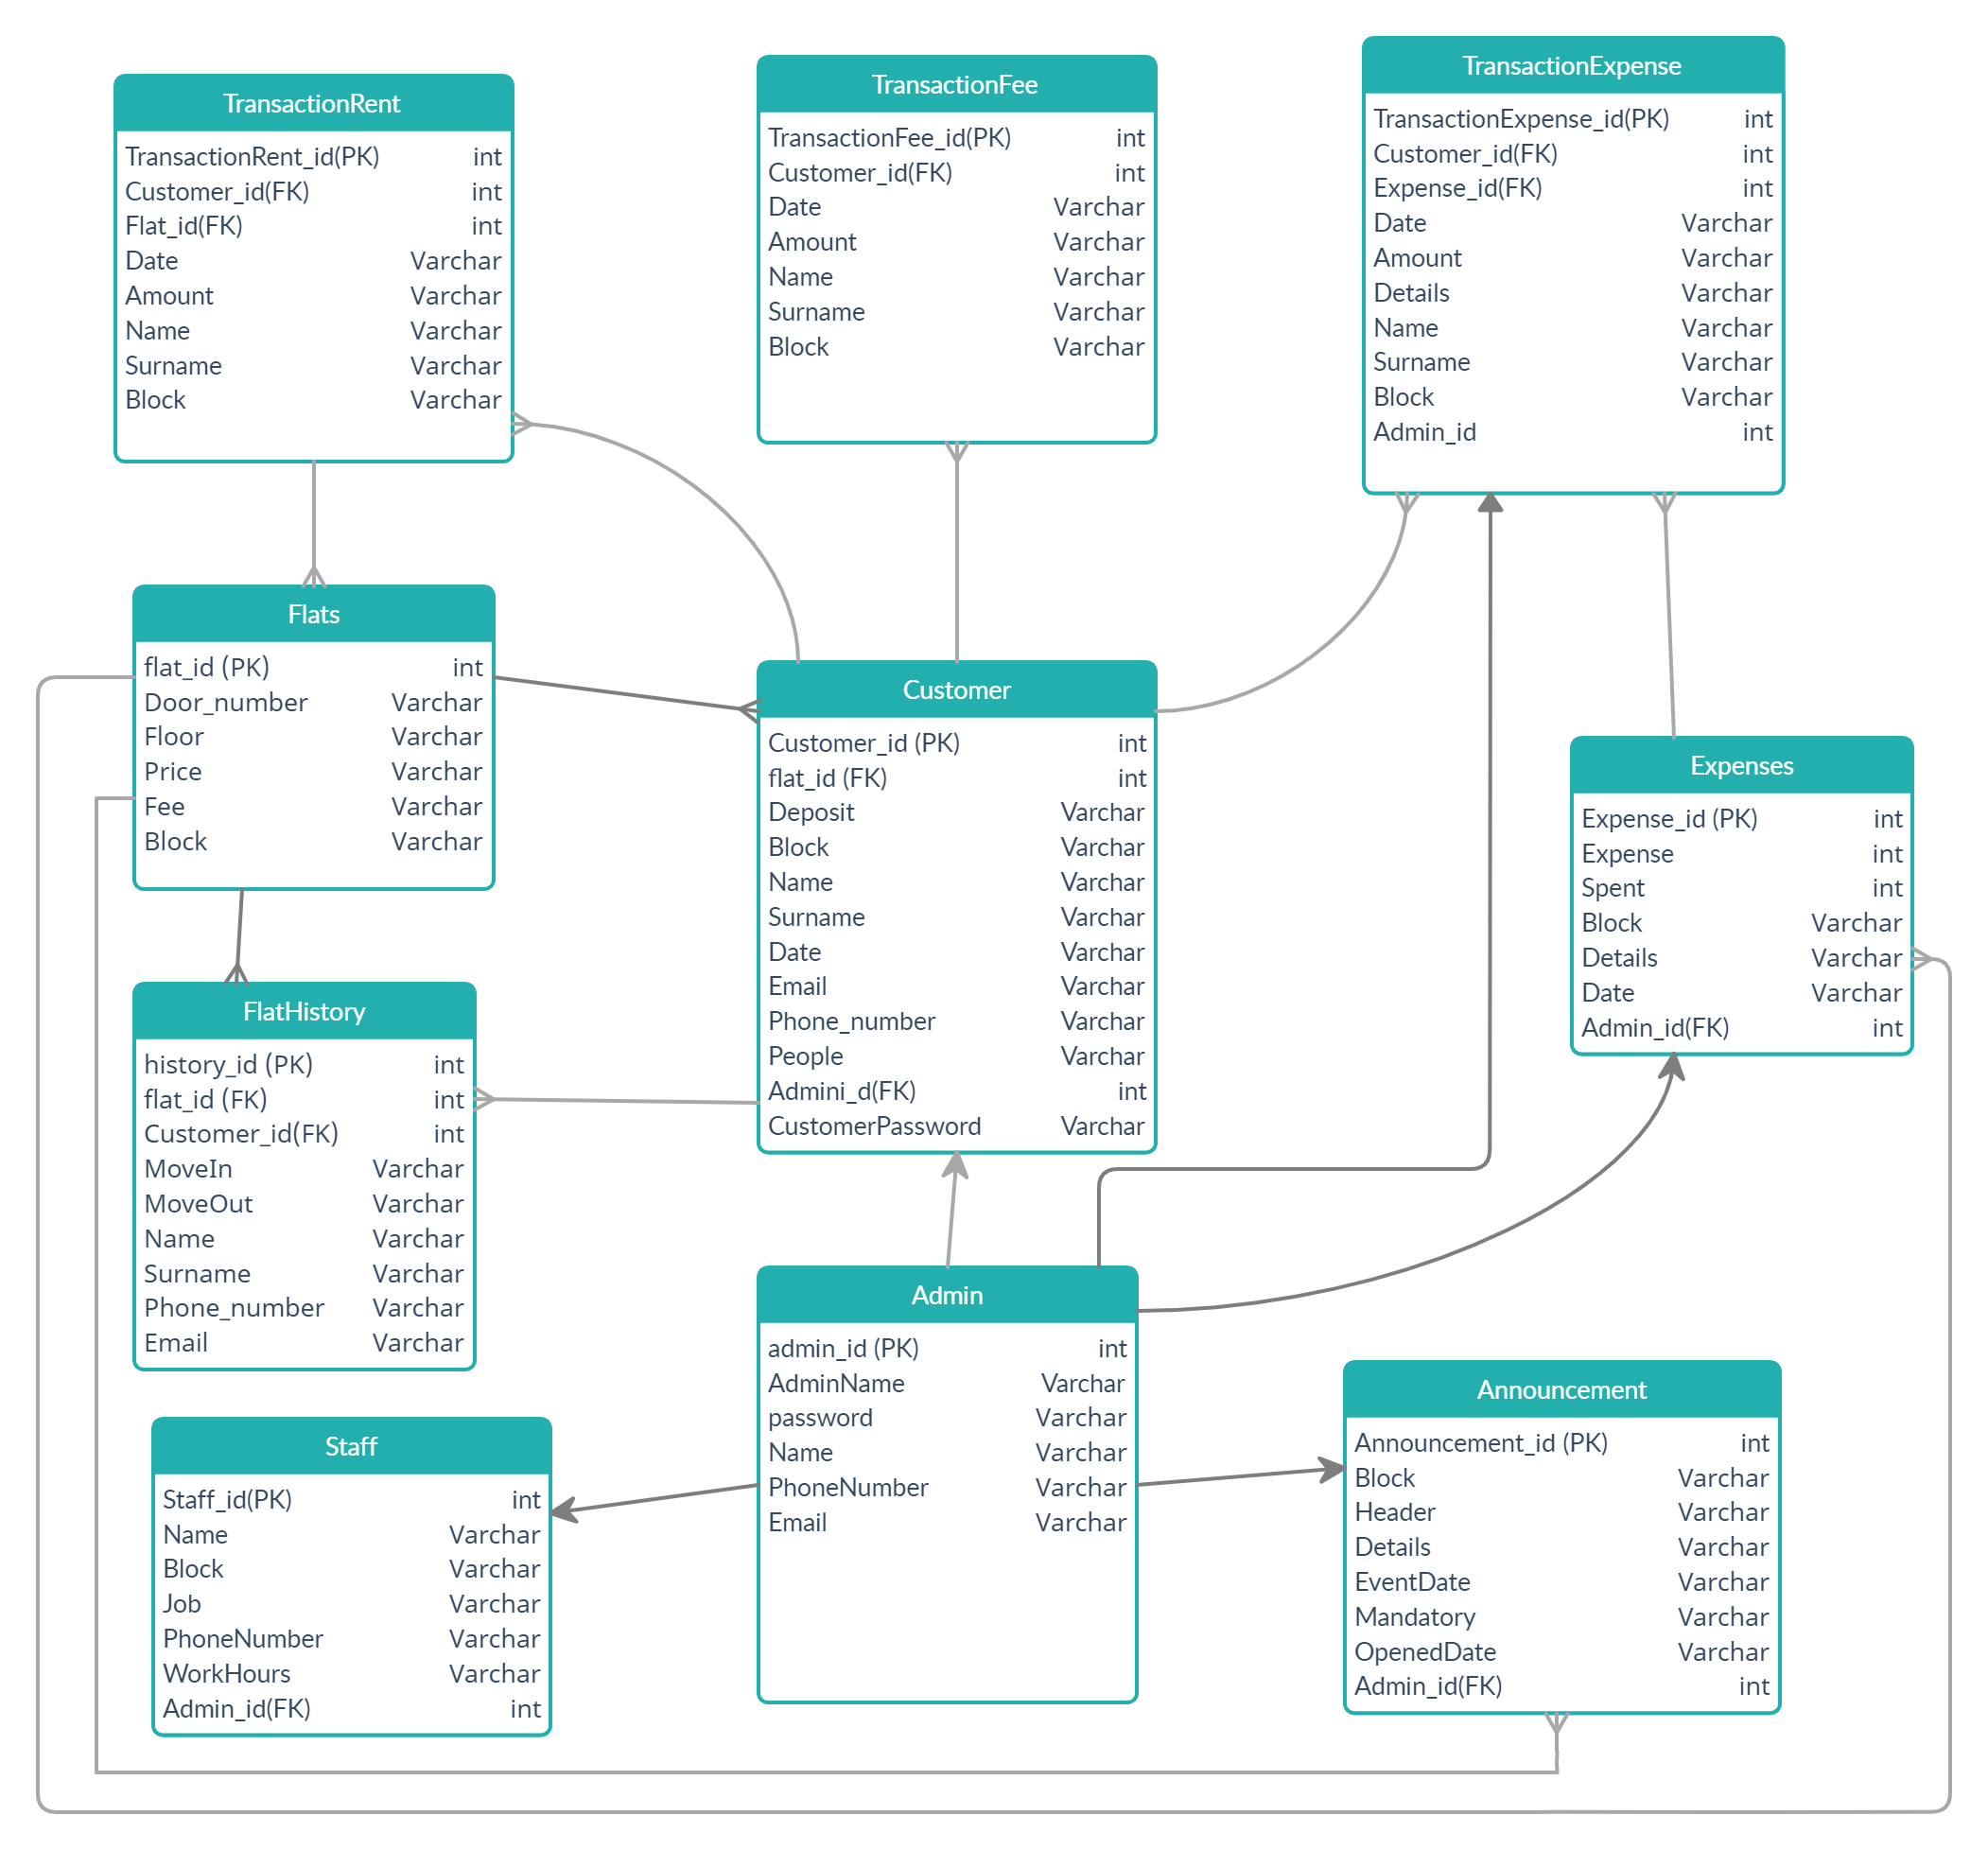 TransactionRent
TransactionRent_id(PK) int
Customer_id(FK) int
Flat_id(FK) int
Date Varchar
Amount Varchar
Name Varchar
Surname Varchar
Block Varchar
TransactionFee
TransactionFee_id(PK) int
Customer_id(FK) int
Date Varchar
Amount Varchar
Name Varchar
Surname Varchar
Block Varchar
TransactionExpense
TransactionExpense_id(PK) int
Customer_id(FK) int
Expense_id(FK) int
Date Varchar
Amount Varchar
Details Varchar
Name Varchar
Surname Varchar
Block Varchar
Admin_id int
Flats
flat_id (PK) int
Door_number Varchar
Floor Varchar
Price Varchar
Fee Varchar
Block Varchar
Customer
Customer_id (PK) int
flat_id (FK) int
Deposit Varchar
Block Varchar
Name Varchar
Surname Varchar
Date Varchar
Email Varchar
Phone_number Varchar
People Varchar
Admini_d(FK) int
CustomerPassword Varchar
Expenses
Expense_id (PK) int
Expense int
Spent int
Block Varchar
Details Varchar
Date Varchar
Admin_id(FK) int
FlatHistory
history_id (PK) int
flat_id (FK) int
Customer_id(FK) int
MoveIn Varchar
MoveOut Varchar
Name Varchar
Surname Varchar
Phone_number Varchar
Email Varchar
Admin
admin_id (PK) int
AdminName Varchar
password Varchar
Name Varchar
PhoneNumber Varchar
Email Varchar
Staff
Staff_id(PK) int
Name Varchar
Block Varchar
Job Varchar
PhoneNumber Varchar
WorkHours Varchar
Admin_id(FK) int
Announcement
Announcement_id (PK) int
Block Varchar
Header Varchar
Details Varchar
EventDate Varchar
Mandatory Varchar
OpenedDate Varchar
Admin_id(FK) int